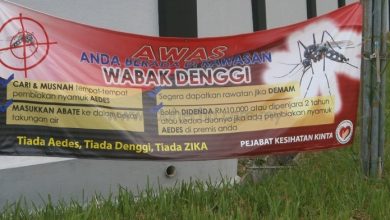 AWAS
ANDA BERADA DI KAWASAN
WABAK DENGGI
CARI & MUSNAH tempat-tempat
pembiakan nyamuk AEDES
MASUKKAN ABATE ke dalam bekas
takungan air
Segera dapatkan rawatan jika DEMAM
Boleh DIDENDA RM10,000 atau dipenjara 2 tahun
atau kedua-duanya jika ada pembiakan nyamuk
AEDES di premis anda
Tiada Aedes, Tiada Denggi, Tiada ZIKA
PEJABAT KESIHATAN KINTA